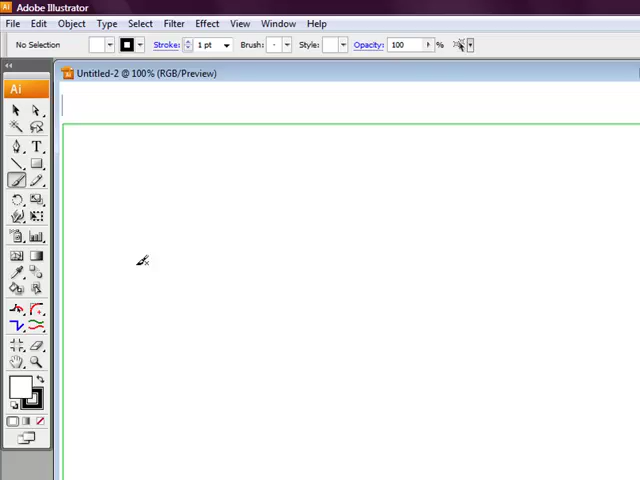 Ai Adobe Illustrator
File Edit Object Type Select Filter Effect View Window Help
No Selection Stroke: 1 pt Brush: Style: Opacity: 100 %
Untitled-2 @ 100% (RGB/Preview)
Ai
T